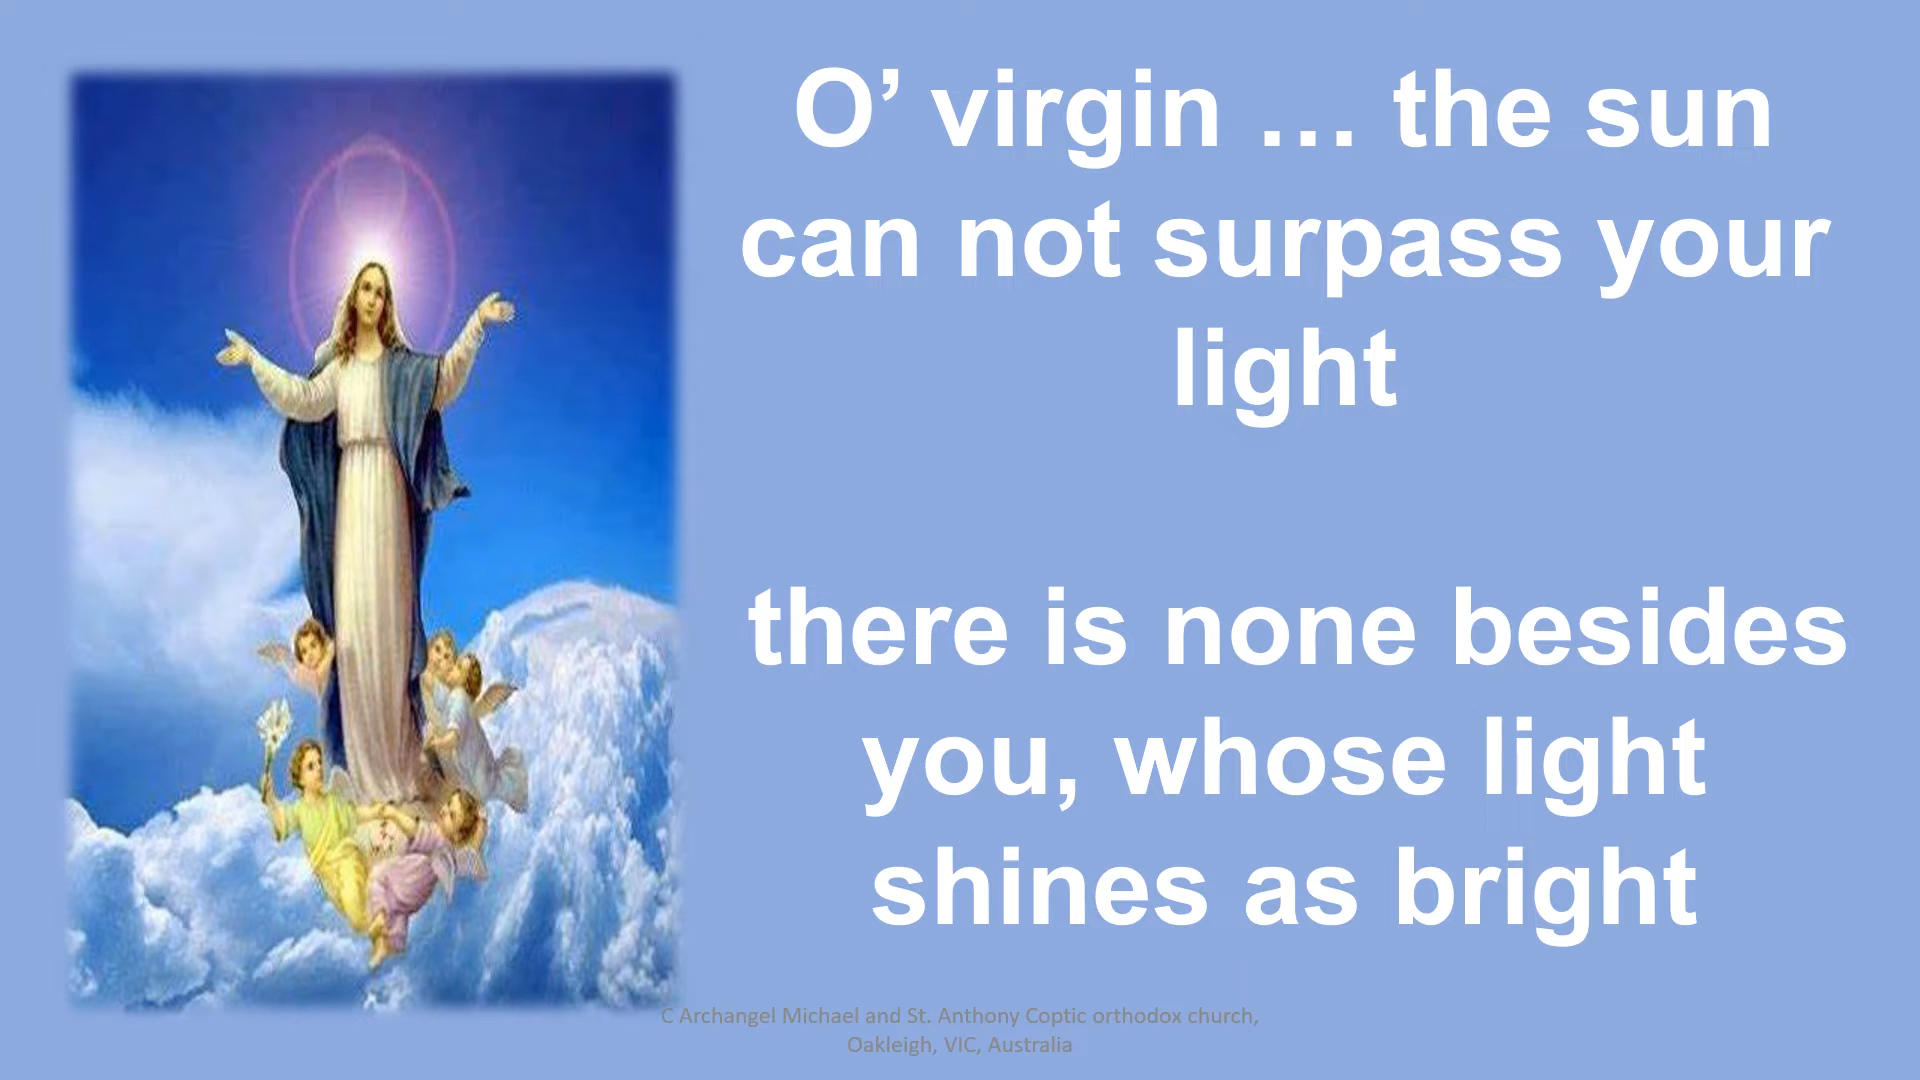 O’ virgin … the sun
can not surpass your
light
there is none besides
you, whose light
shines as bright
C Archangel Michael and St. Anthony Coptic orthodox church,
Oakleigh, VIC, Australia